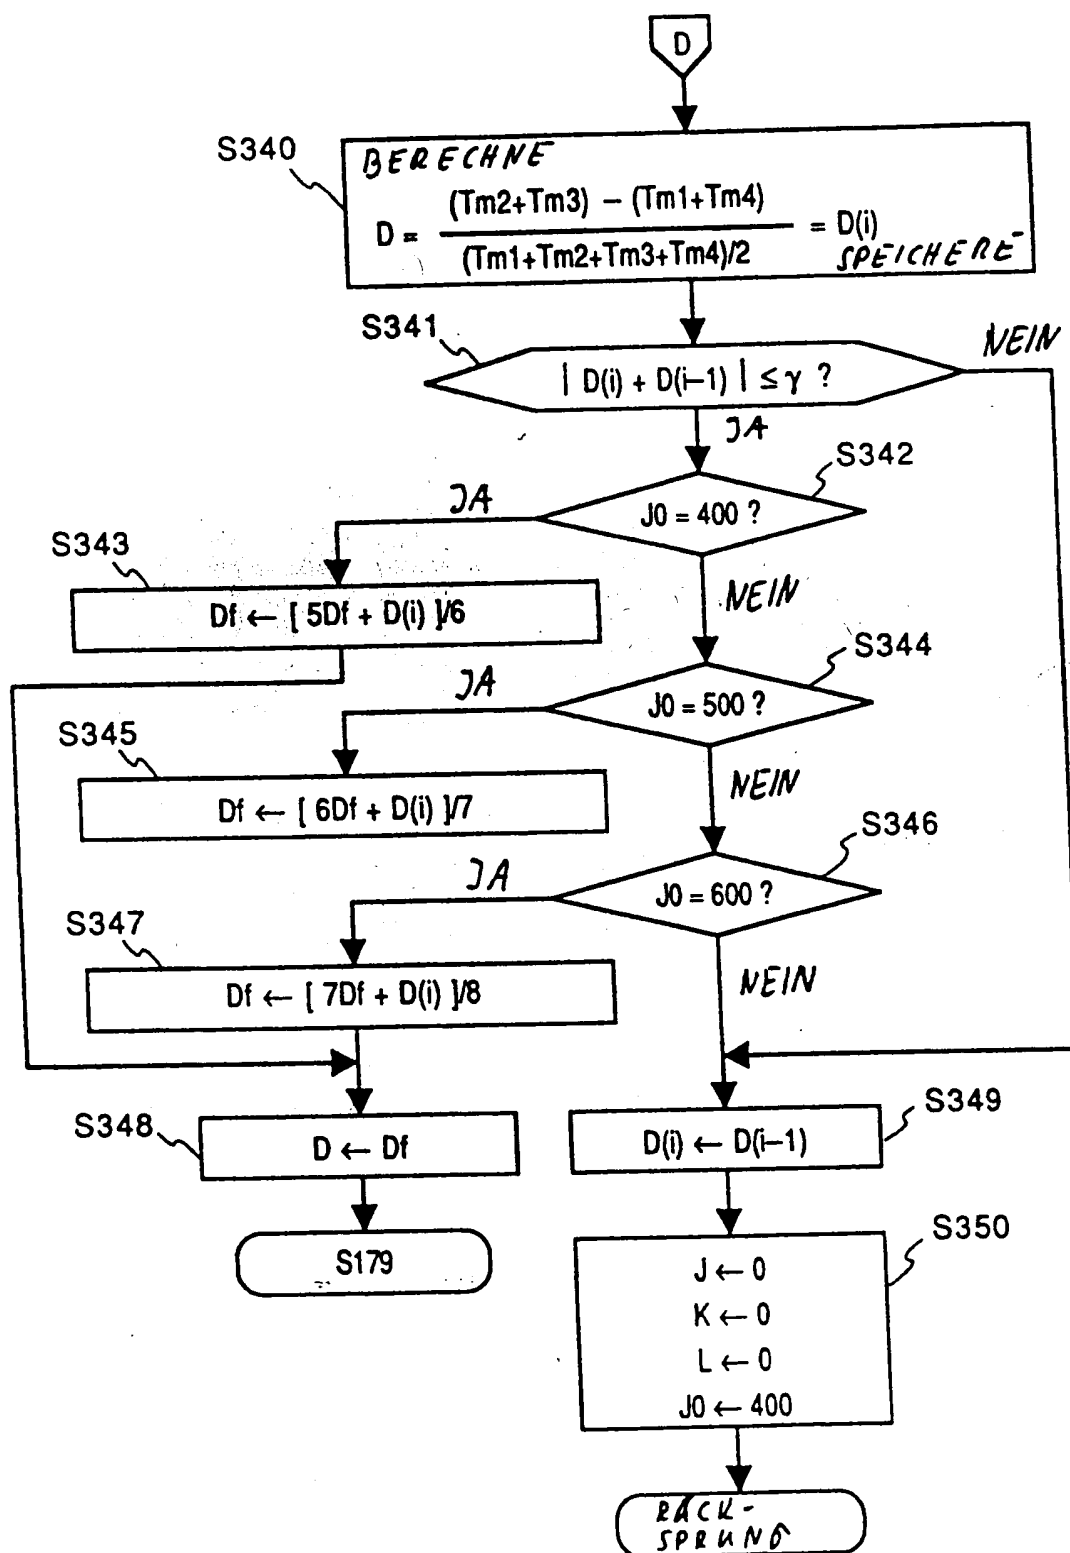 D
S340
BERECHNE
D = (Tm2+Tm3) – (Tm1+Tm4) / (Tm1+Tm2+Tm3+Tm4)/2 = D(i)
SPEICHERE
S341
NEIN
| D(i) + D(i–1) | ≤ γ ?
JA
S342
JA
J0 = 400 ?
S343
NEIN
Df ← [ 5Df + D(i) ]/6
S344
JA
J0 = 500 ?
S345
NEIN
Df ← [ 6Df + D(i) ]/7
S346
JA
J0 = 600 ?
S347
NEIN
Df ← [ 7Df + D(i) ]/8
S348
D ← Df
S349
D(i) ← D(i–1)
S179
S350
J ← 0
K ← 0
L ← 0
J0 ← 400
RÜCK-
SPRUNG